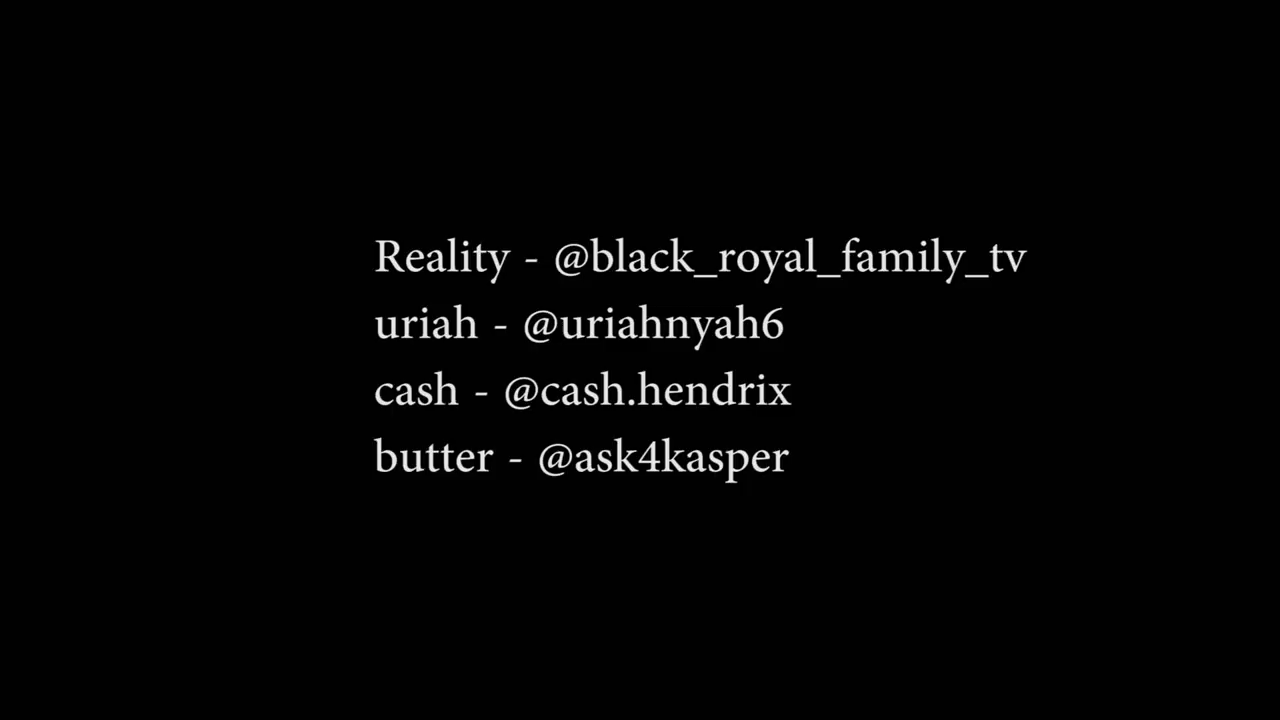 Reality - @black_royal_family_tv
uriah - @uriahnyah6
cash - @cash.hendrix
butter - @ask4kasper